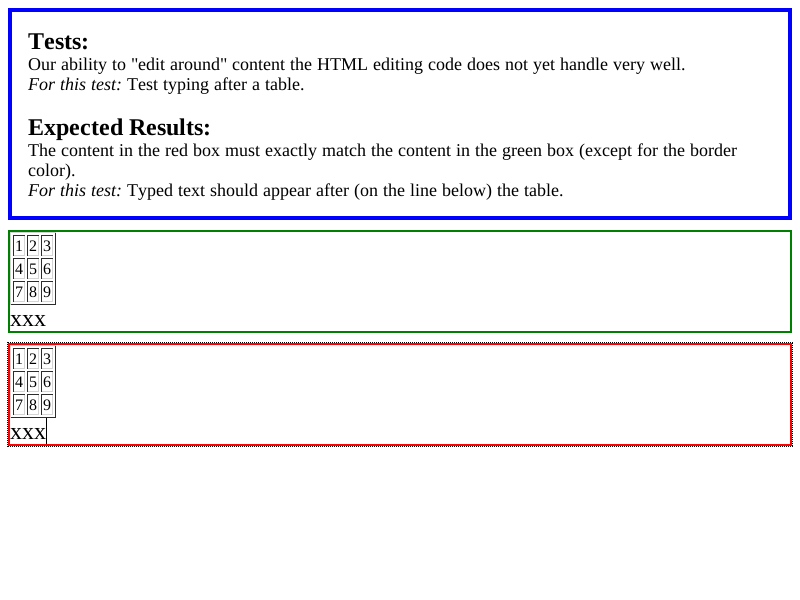 Tests:
Our ability to "edit around" content the HTML editing code does not yet handle very well.
For this test: Test typing after a table.
Expected Results:
The content in the red box must exactly match the content in the green box (except for the border
color).
For this test: Typed text should appear after (on the line below) the table.
1 2 3
4 5 6
7 8 9
xxx
1 2 3
4 5 6
7 8 9
xxx